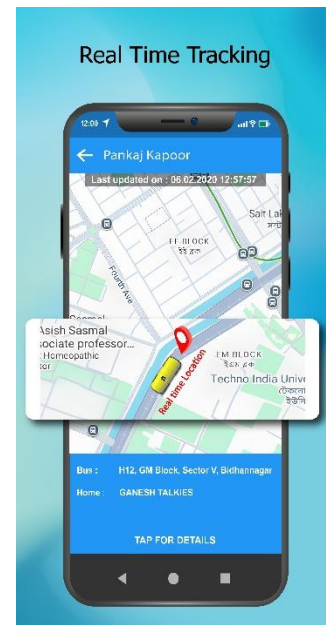 Real Time Tracking
12:09
Pankaj Kapoor
Last updated on : 06.02.2020 12:57:57
Salt Lak
EE BLOCK
Fourth Ave
Asish Sasmal
sociate professor...
Homeopathic
tor
EM BLOCK
Techno India Unive
Real time Location
Bus : H12, GM Block, Sector V, Bidhannagar
Home : GANESH TALKIES
TAP FOR DETAILS